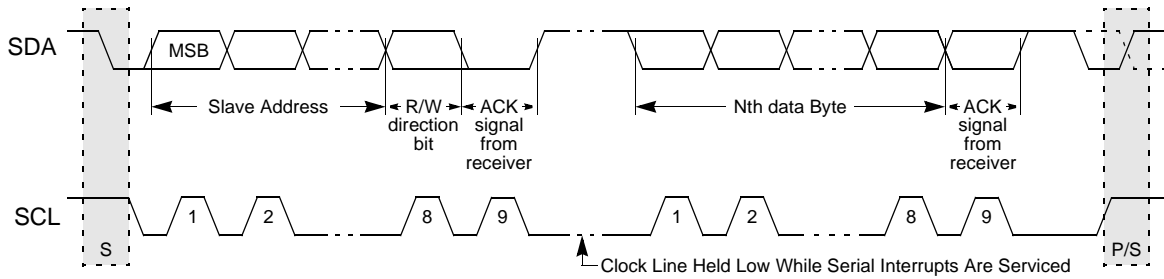 SDA
MSB
Slave Address
R/W
direction
bit
ACK
signal
from
receiver
Nth data Byte
ACK
signal
from
receiver
SCL
1
2
8
9
1
2
8
9
S
P/S
Clock Line Held Low While Serial Interrupts Are Serviced